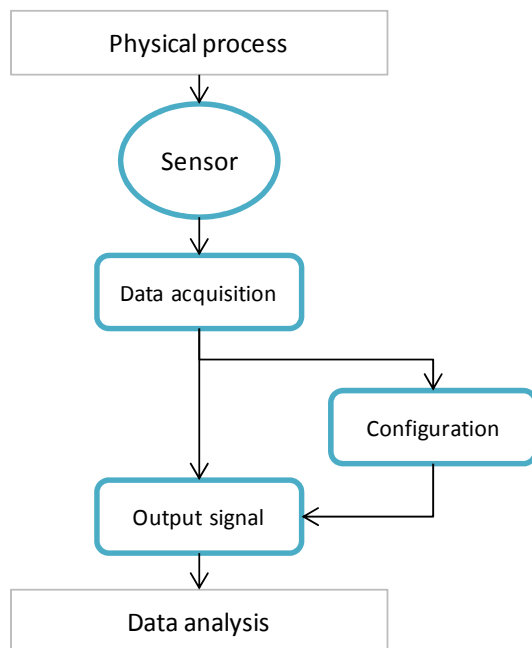 Physical process
Sensor
Data acquisition
Configuration
Output signal
Data analysis